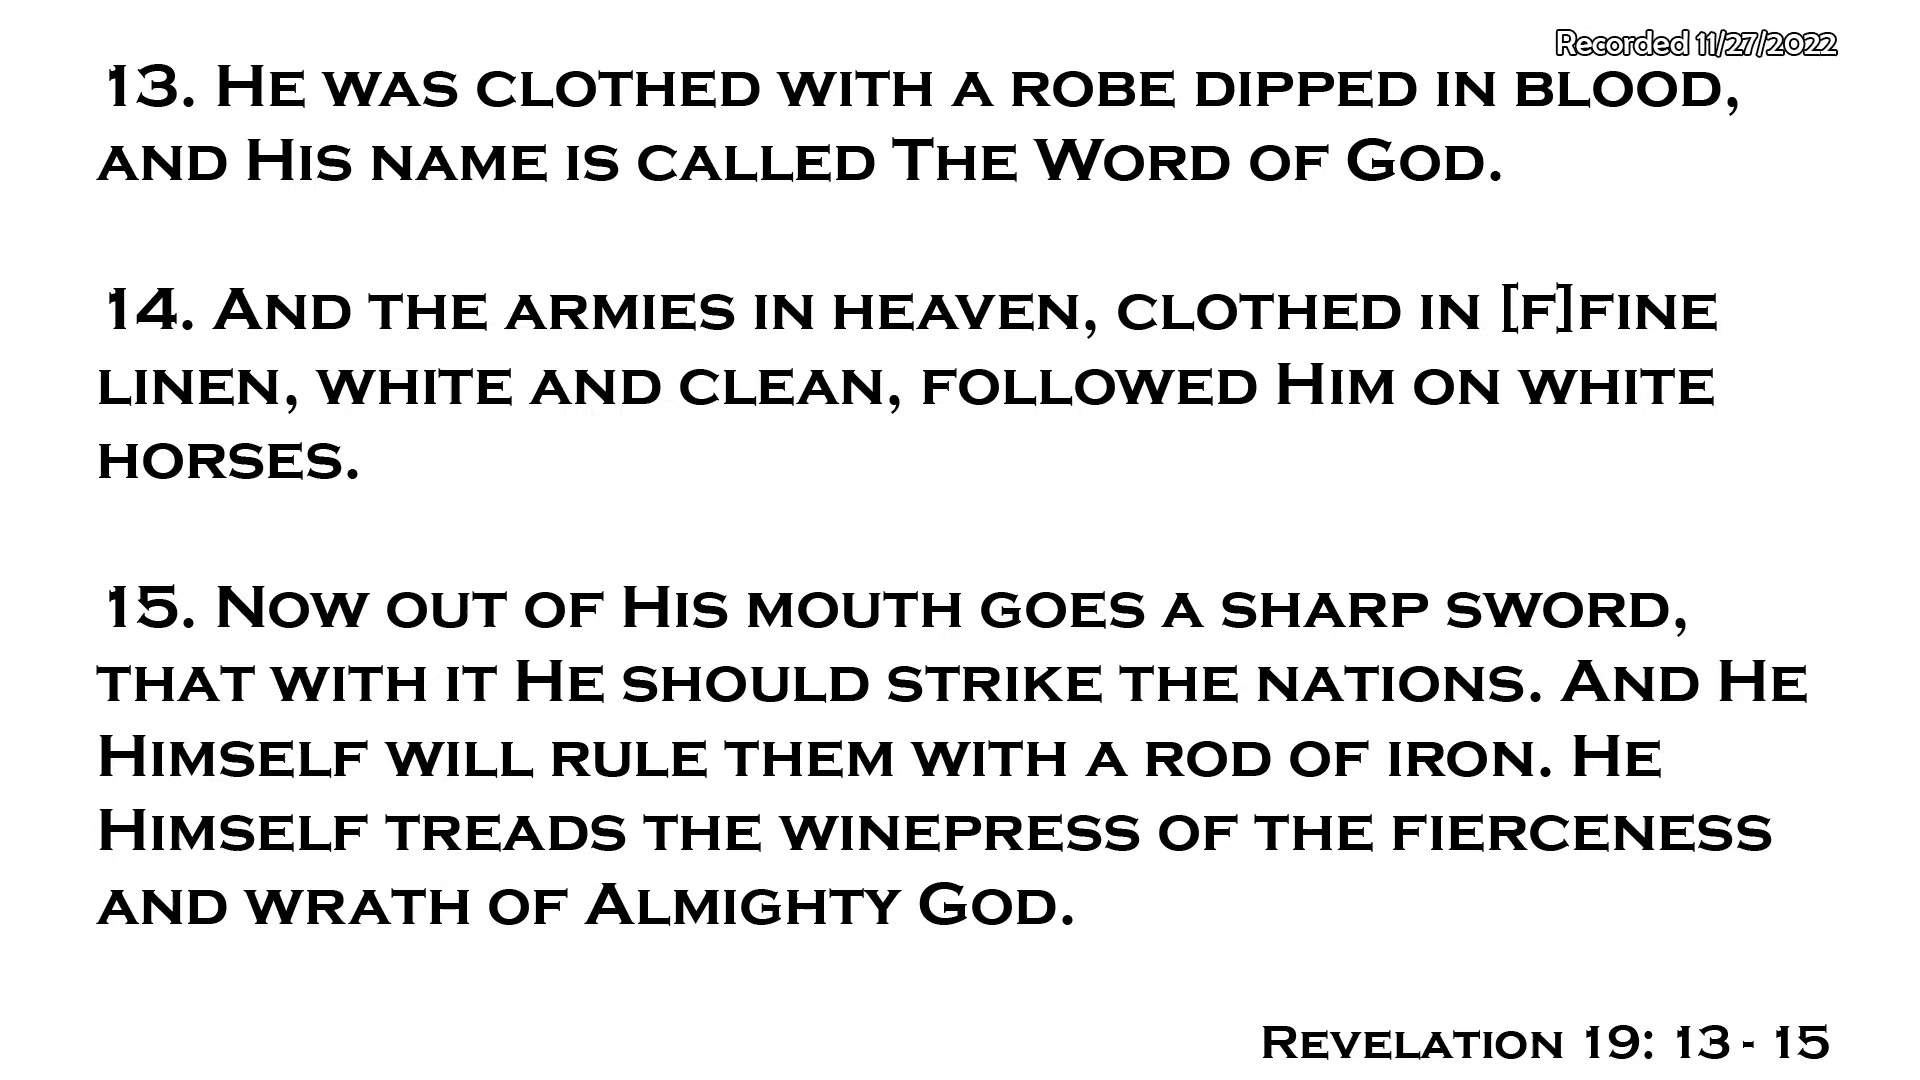 Recorded 11/27/2022
13. He was clothed with a robe dipped in blood,
and His name is called The Word of God.
14. And the armies in heaven, clothed in [f]fine
linen, white and clean, followed Him on white
horses.
15. Now out of His mouth goes a sharp sword,
that with it He should strike the nations. And He
Himself will rule them with a rod of iron. He
Himself treads the winepress of the fierceness
and wrath of Almighty God.
Revelation 19: 13 - 15